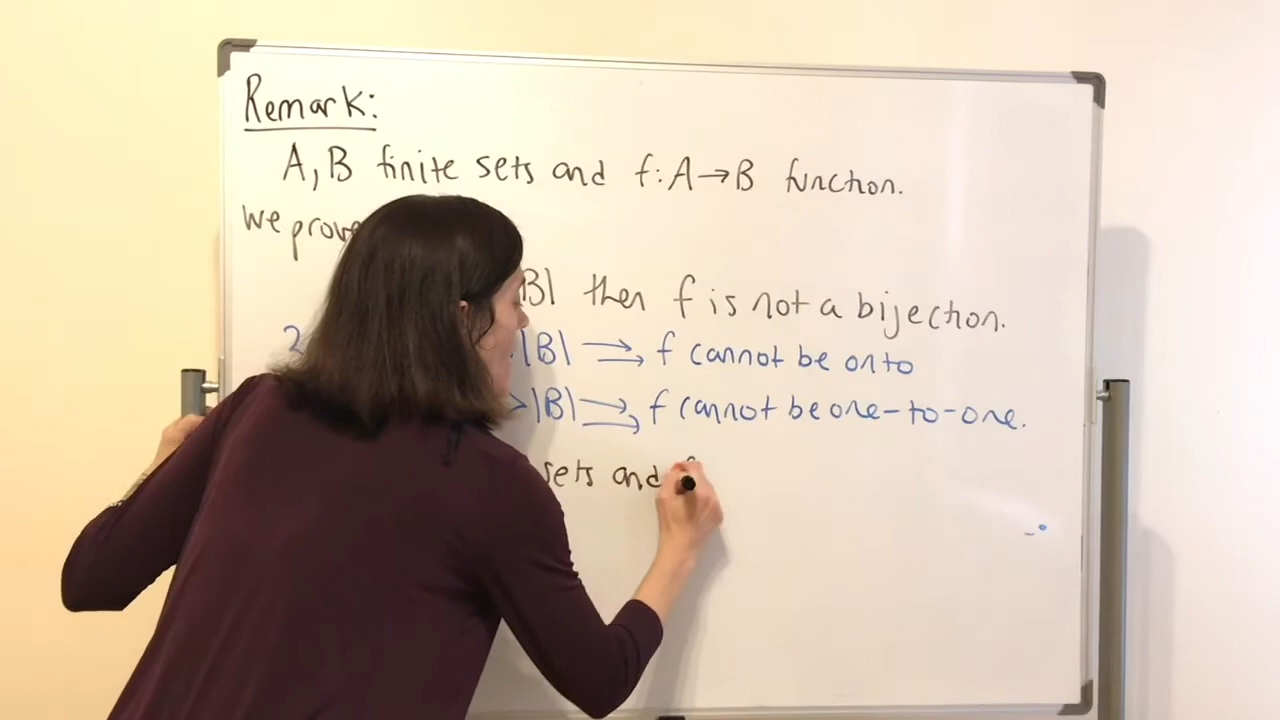 Remark:
A, B finite sets and f: A→B function.
we prove
B| then f is not a bijection.
2 |B| ⟹ f cannot be onto
>|B| ⟹ f cannot be one-to-one.
sets and